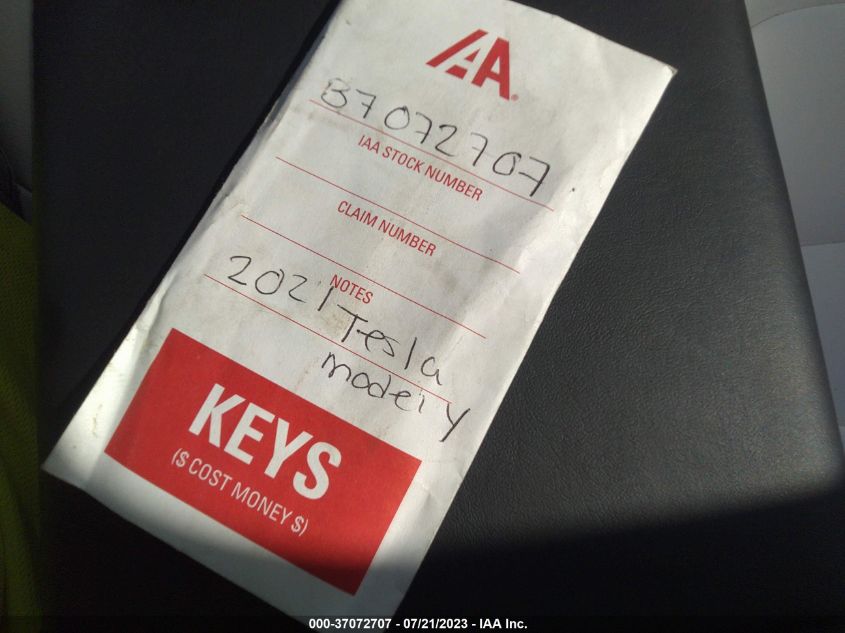 IAA
37072707
IAA STOCK NUMBER
CLAIM NUMBER
NOTES
2021 Tesla
model y
KEYS
($ COST MONEY $)
000-37072707 - 07/21/2023 - IAA Inc.